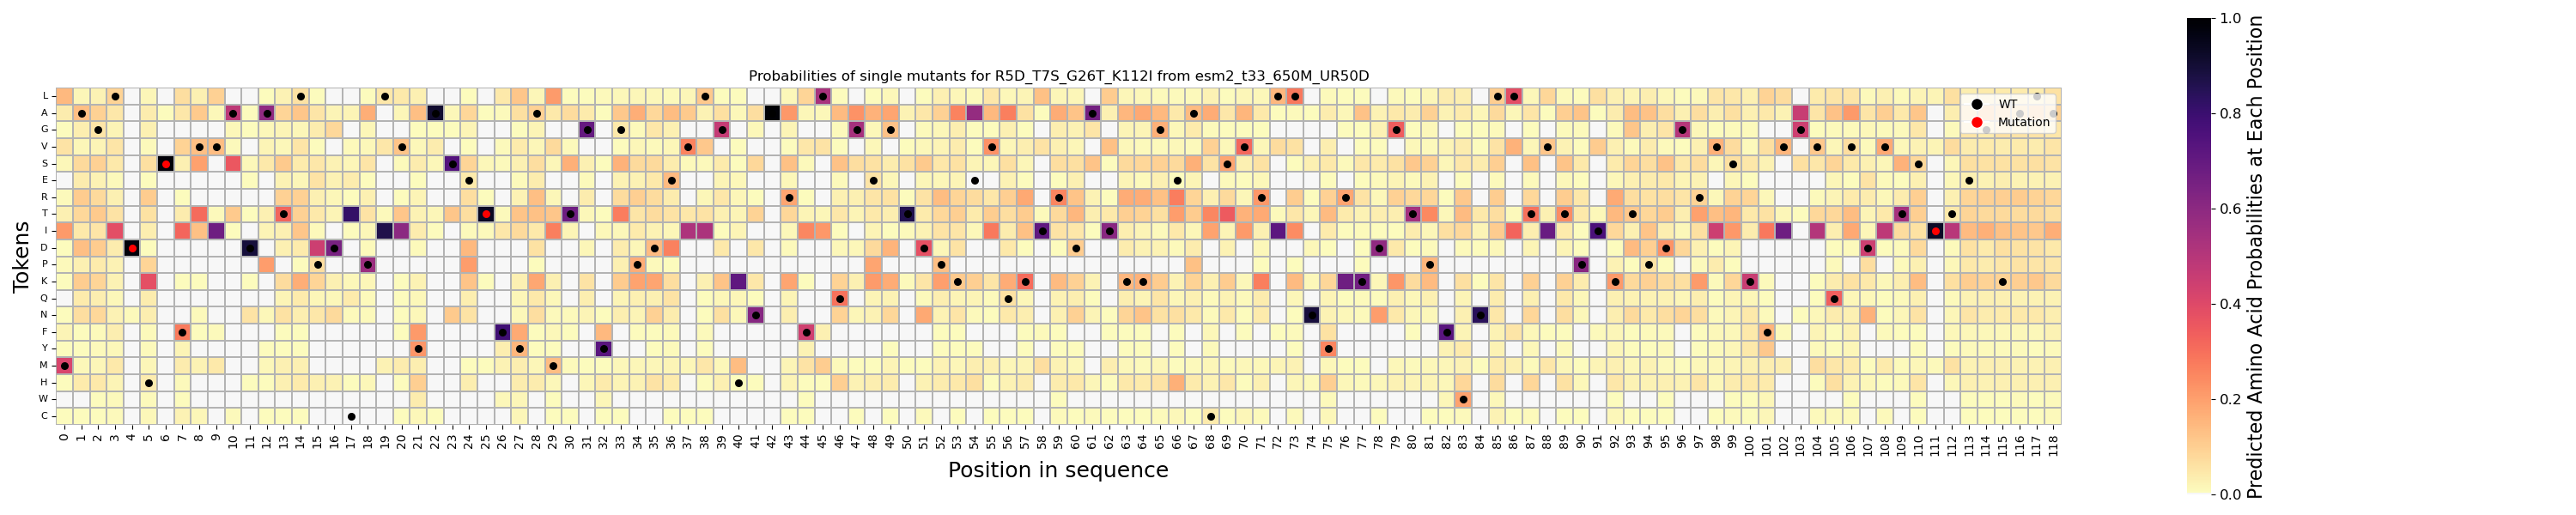 Probabilities of single mutants for R5D_T7S_G26T_K112I from esm2_t33_650M_UR50D
Tokens
L
A
G
V
S
E
R
T
I
D
P
K
Q
N
F
Y
M
H
W
C
WT
Mutation
0 1 2 3 4 5 6 7 8 9 10 11 12 13 14 15 16 17 18 19 20 21 22 23 24 25 26 27 28 29 30 31 32 33 34 35 36 37 38 39 40 41 42 43 44 45 46 47 48 49 50 51 52 53 54 55 56 57 58 59 60 61 62 63 64 65 66 67 68 69 70 71 72 73 74 75 76 77 78 79 80 81 82 83 84 85 86 87 88 89 90 91 92 93 94 95 96 97 98 99 100 101 102 103 104 105 106 107 108 109 110 111 112 113 114 115 116 117 118
Position in sequence
1.0
0.8
0.6
0.4
0.2
0.0
Predicted Amino Acid Probabilities at Each Position